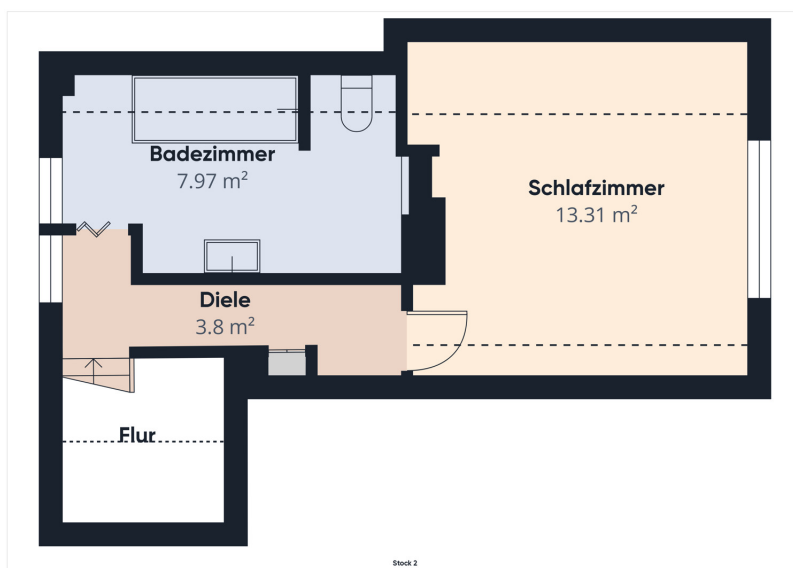 Badezimmer
7.97 m²
Schlafzimmer
13.31 m²
Diele
3.8 m²
Flur
Stock 2